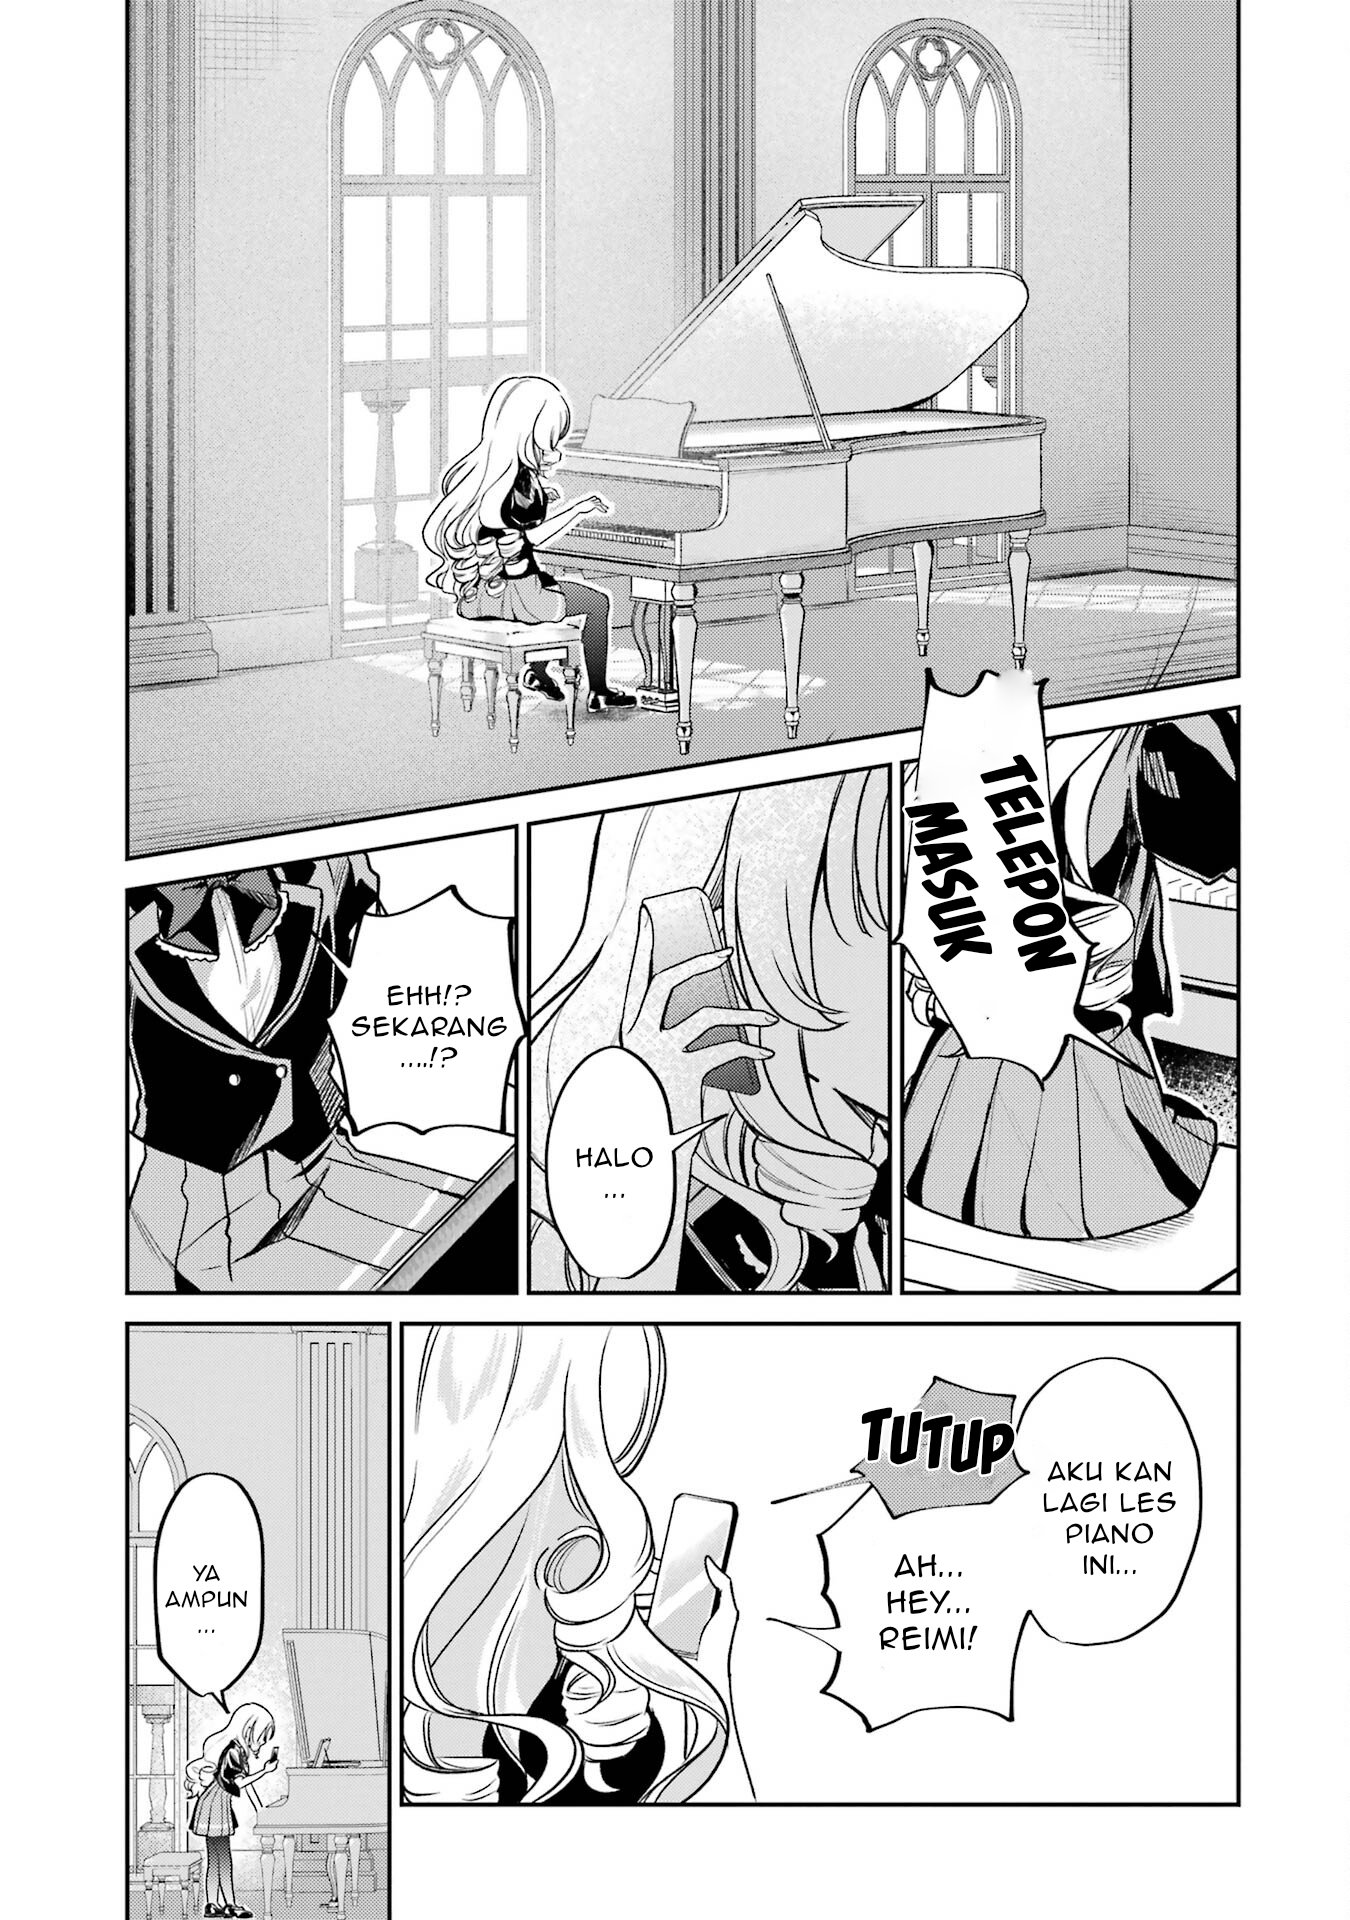 TELEPON
MASUK
HALO
...
EHH!?
SEKARANG
....!?
AKU KAN
LAGI LES
PIANO
INI...
AH...
HEY...
REIMI!
TUTUP
YA
AMPUN
...